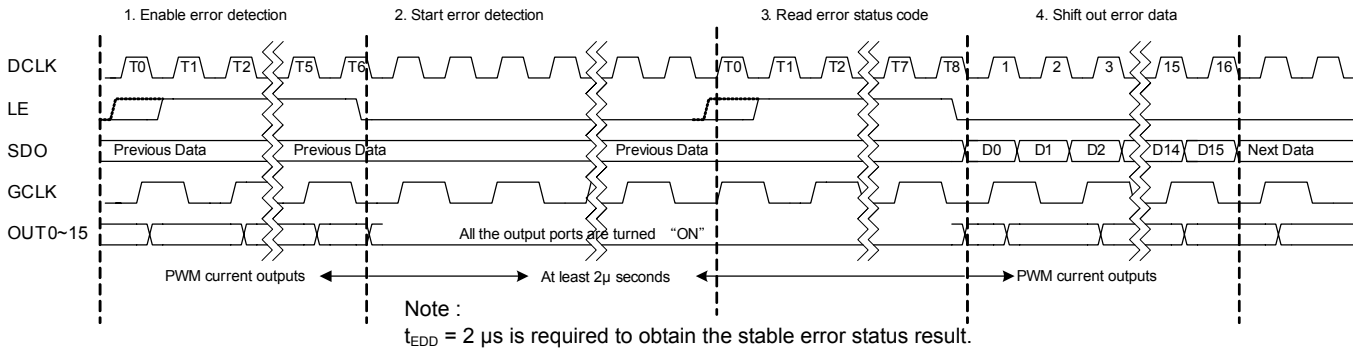 1. Enable error detection 2. Start error detection 3. Read error status code 4. Shift out error data
DCLK T0 T1 T2 T5 T6 T0 T1 T2 T7 T8 1 2 3 15 16
LE
SDO Previous Data Previous Data Previous Data D0 D1 D2 D14 D15 Next Data
GCLK
OUT0~15 All the output ports are turned “ON”
PWM current outputs At least 2μ seconds PWM current outputs
Note :
tEDD = 2 μs is required to obtain the stable error status result.